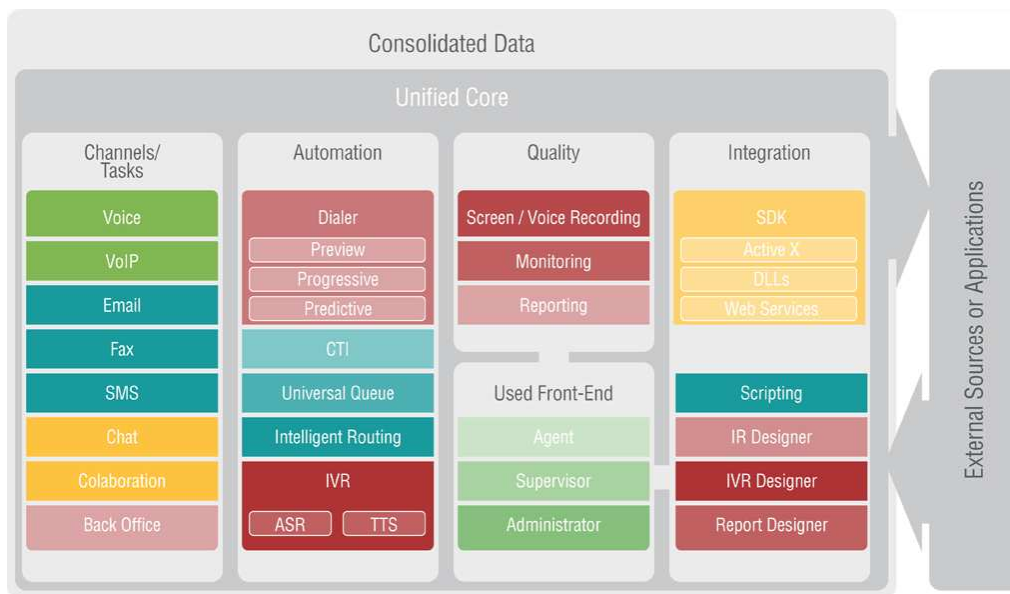 Consolidated Data
Unified Core
Channels/
Tasks
Voice
VoIP
Email
Fax
SMS
Chat
Colaboration
Back Office
Automation
Dialer
Preview
Progressive
Predictive
CTI
Universal Queue
Intelligent Routing
IVR
ASR
TTS
Quality
Screen / Voice Recording
Monitoring
Reporting
Used Front-End
Agent
Supervisor
Administrator
Integration
SDK
Active X
DLLs
Web Services
Scripting
IR Designer
IVR Designer
Report Designer
External Sources or Applications